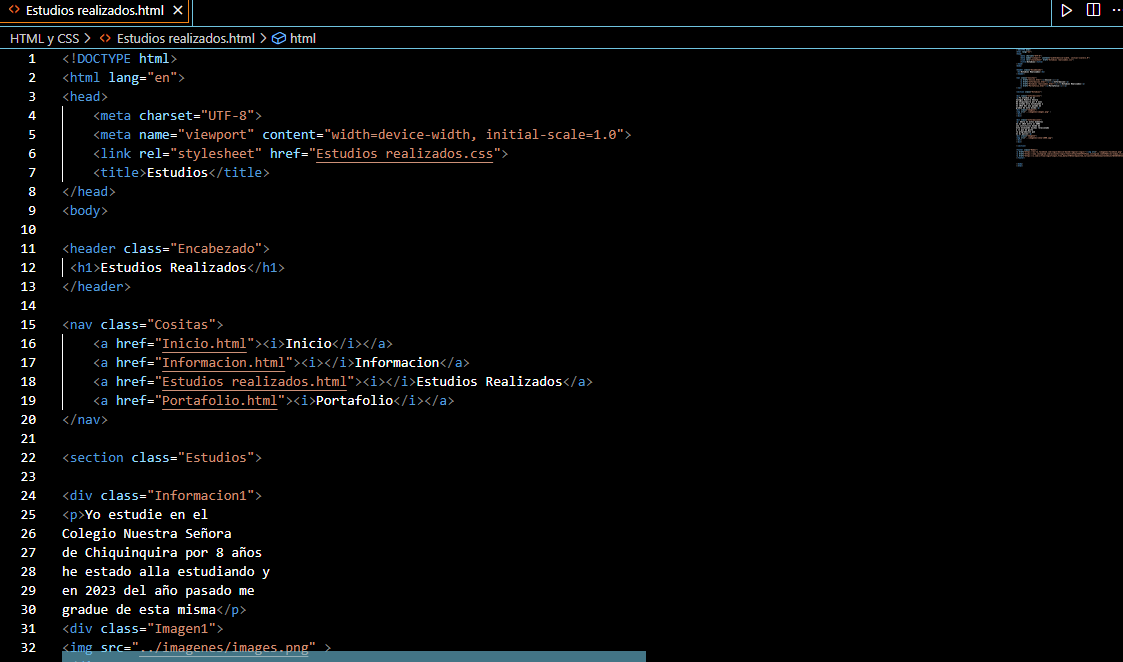 Estudios realizados.html
HTML y CSS > Estudios realizados.html > html
1 <!DOCTYPE html>
2 <html lang="en">
3 <head>
4     <meta charset="UTF-8">
5     <meta name="viewport" content="width=device-width, initial-scale=1.0">
6     <link rel="stylesheet" href="Estudios realizados.css">
7     <title>Estudios</title>
8 </head>
9 <body>
10
11 <header class="Encabezado">
12  <h1>Estudios Realizados</h1>
13 </header>
14
15 <nav class="Cositas">
16     <a href="Inicio.html"><i>Inicio</i></a>
17     <a href="Informacion.html"><i></i>Informacion</a>
18     <a href="Estudios realizados.html"><i></i>Estudios Realizados</a>
19     <a href="Portafolio.html"><i>Portafolio</i></a>
20 </nav>
21
22 <section class="Estudios">
23
24 <div class="Informacion1">
25 <p>Yo estudie en el
26 Colegio Nuestra Señora
27 de Chiquinquira por 8 años
28 he estado alla estudiando y
29 en 2023 del año pasado me
30 gradue de esta misma</p>
31 <div class="Imagen1">
32 <img src="../imagenes/images.png" >